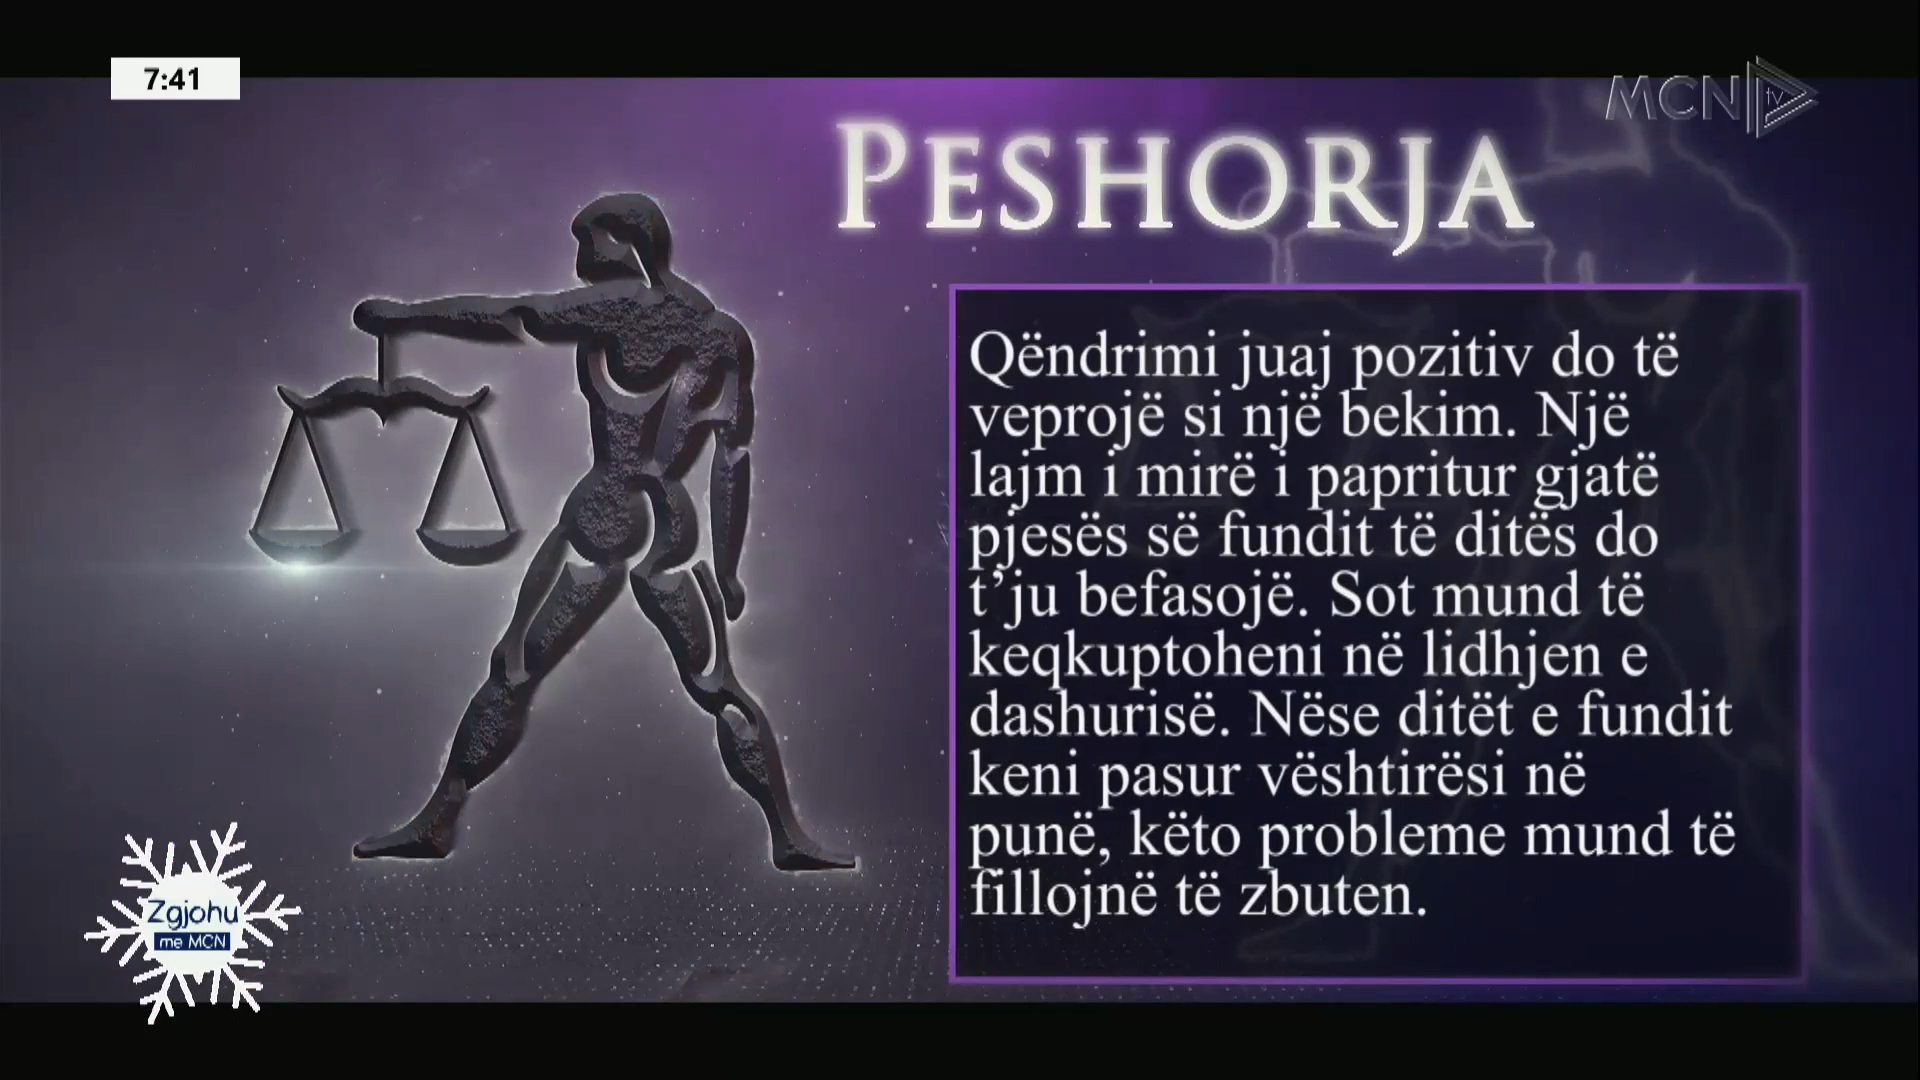 7:41
MCN tv
PESHORJA
Qëndrimi juaj pozitiv do të
veprojë si një bekim. Një
lajm i mirë i papritur gjatë
pjesës së fundit të ditës do
t’ju befasojë. Sot mund të
keqkuptoheni në lidhjen e
dashurisë. Nëse ditët e fundit
keni pasur vështirësi në
punë, këto probleme mund të
fillojnë të zbuten.
Zgjohu
me MCN